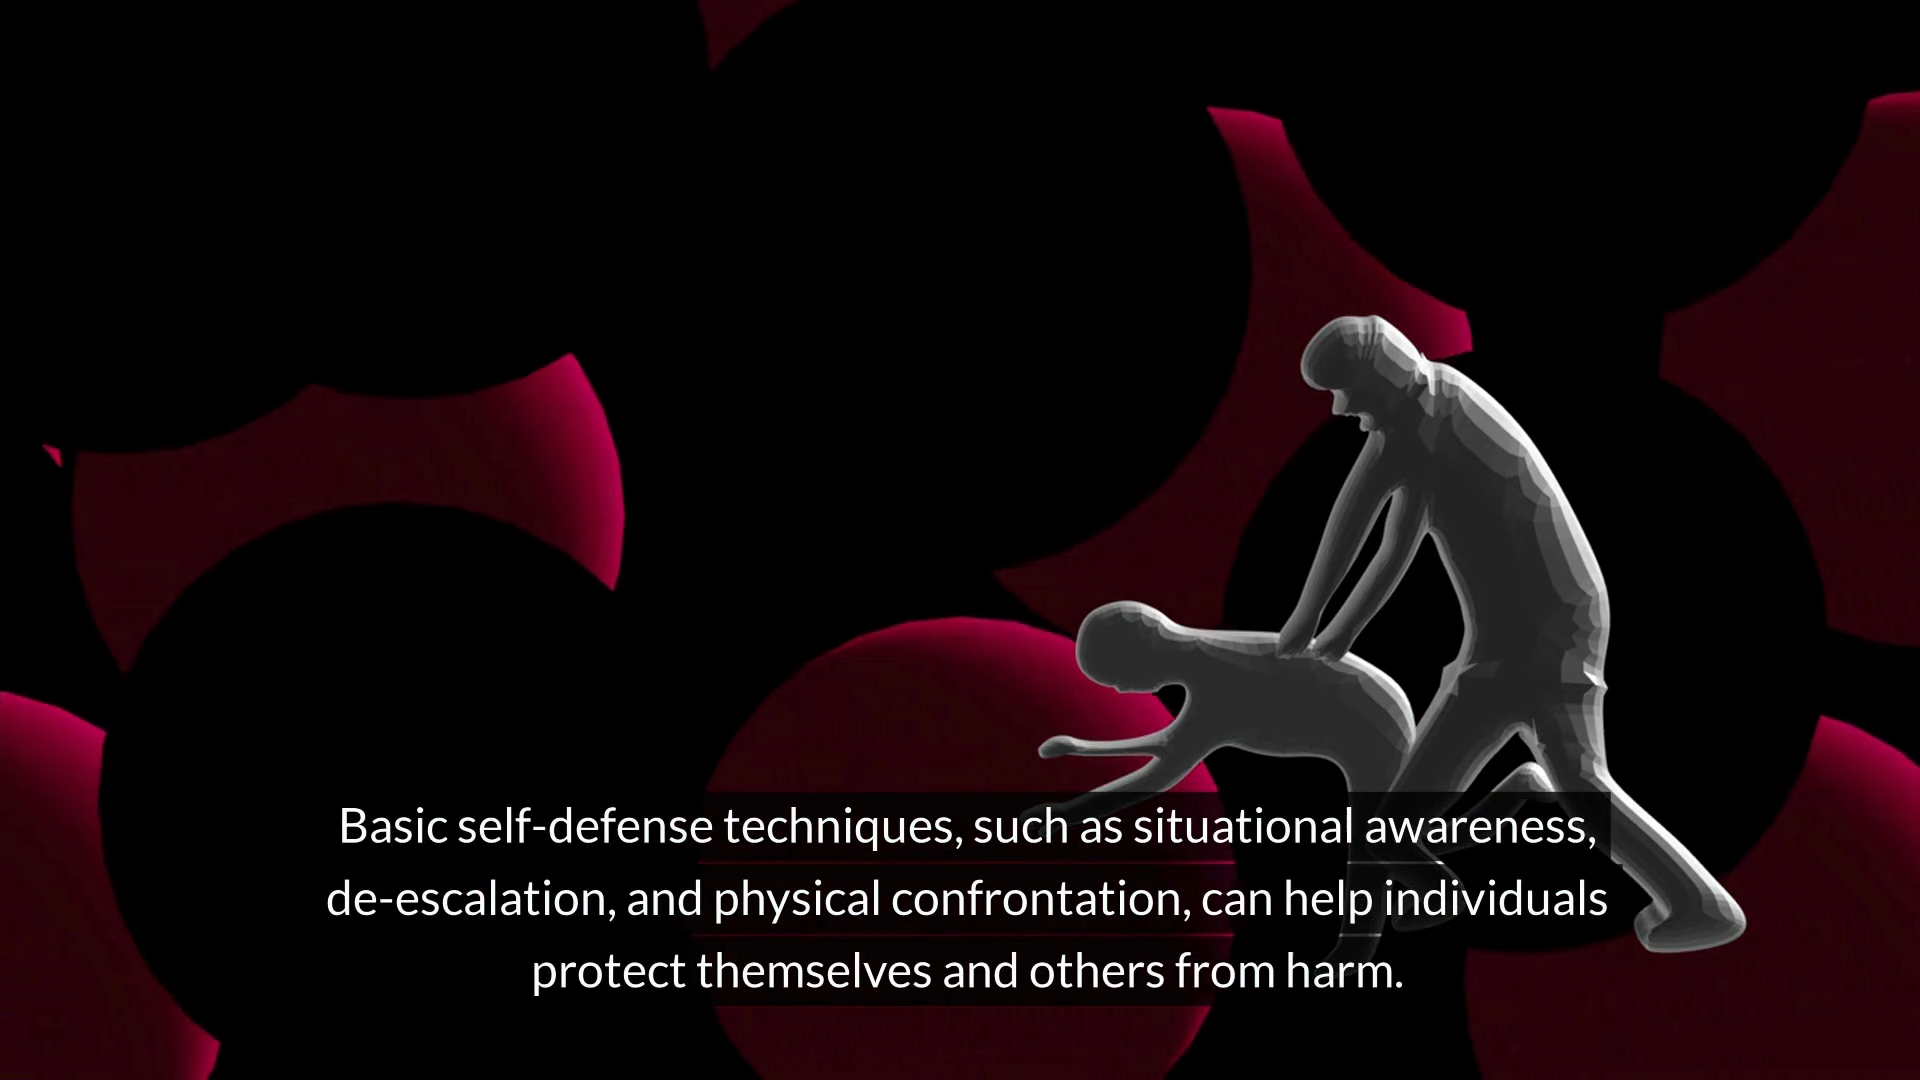 Basic self-defense techniques, such as situational awareness,
de-escalation, and physical confrontation, can help individuals
protect themselves and others from harm.